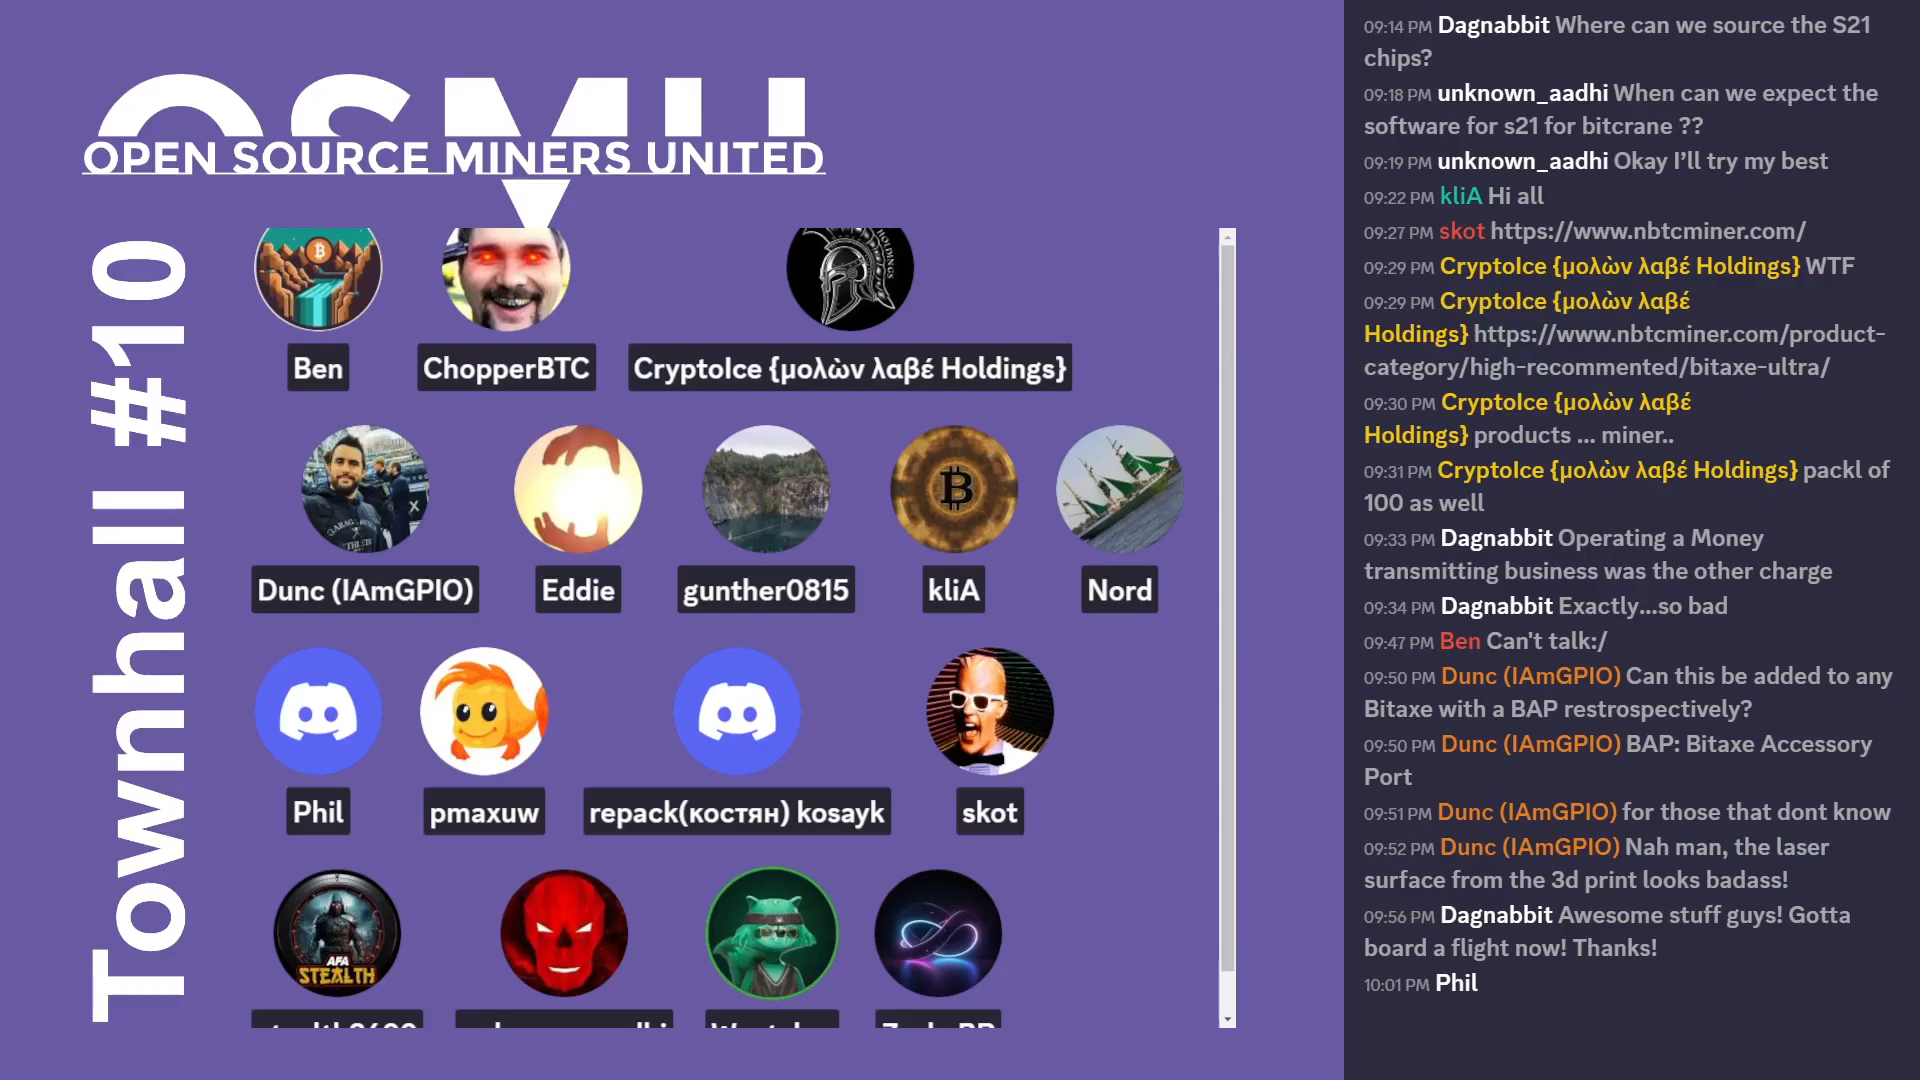 OSMU
OPEN SOURCE MINERS UNITED
Townhall #10
HOLDINGS
Ben
ChopperBTC
CryptoIce {μολὼν λαβέ Holdings}
Dunc (IAmGPIO)
Eddie
gunther0815
kliA
Nord
Phil
pmaxuw
repack(костян) kosayk
skot
AFA
STEALTH
09:14 PM Dagnabbit Where can we source the S21
chips?
09:18 PM unknown_aadhi When can we expect the
software for s21 for bitcrane ??
09:19 PM unknown_aadhi Okay I’ll try my best
09:22 PM kliA Hi all
09:27 PM skot https://www.nbtcminer.com/
09:29 PM CryptoIce {μολὼν λαβέ Holdings} WTF
09:29 PM CryptoIce {μολὼν λαβέ
Holdings} https://www.nbtcminer.com/product-
category/high-recommented/bitaxe-ultra/
09:30 PM CryptoIce {μολὼν λαβέ
Holdings} products ... miner..
09:31 PM CryptoIce {μολὼν λαβέ Holdings} packl of
100 as well
09:33 PM Dagnabbit Operating a Money
transmitting business was the other charge
09:34 PM Dagnabbit Exactly...so bad
09:47 PM Ben Can't talk:/
09:50 PM Dunc (IAmGPIO) Can this be added to any
Bitaxe with a BAP restrospectively?
09:50 PM Dunc (IAmGPIO) BAP: Bitaxe Accessory
Port
09:51 PM Dunc (IAmGPIO) for those that dont know
09:52 PM Dunc (IAmGPIO) Nah man, the laser
surface from the 3d print looks badass!
09:56 PM Dagnabbit Awesome stuff guys! Gotta
board a flight now! Thanks!
10:01 PM Phil